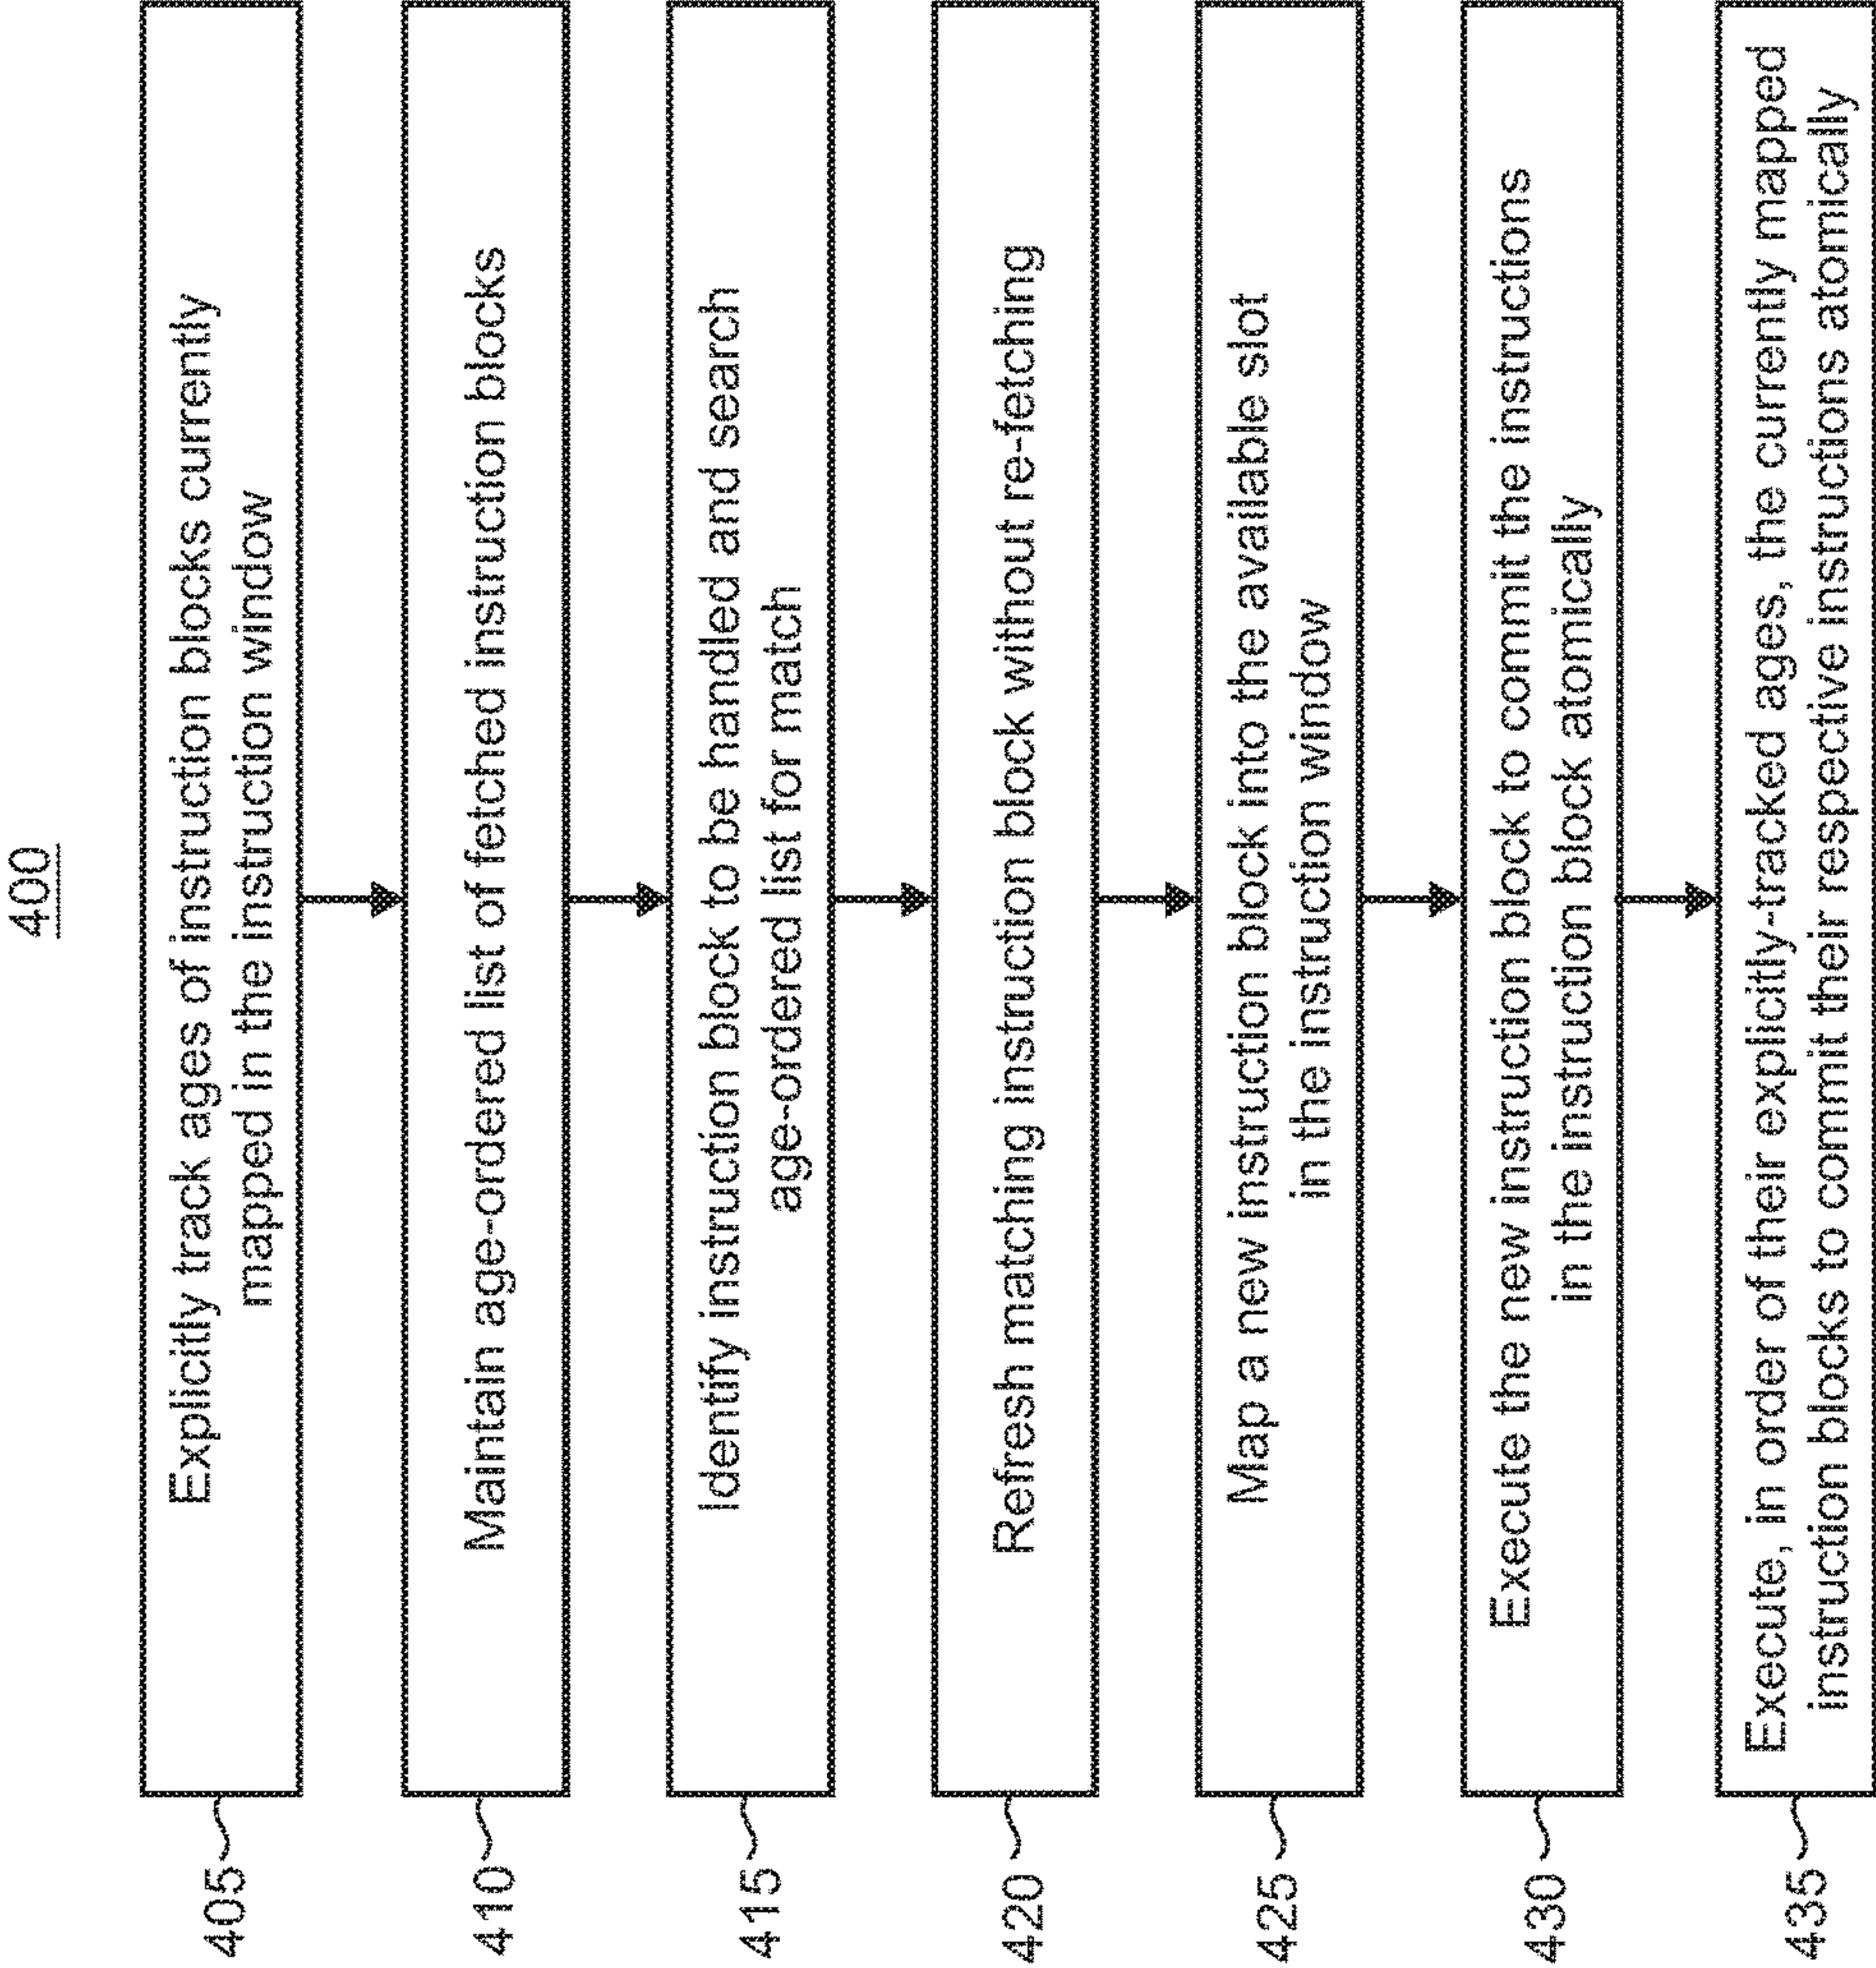 400
405
Explicitly track ages of instruction blocks currently
mapped in the instruction window
410
Maintain age-ordered list of fetched instruction blocks
415
Identify instruction block to be handled and search
age-ordered list for match
420
Refresh matching instruction block without re-fetching
425
Map a new instruction block into the available slot
in the instruction window
430
Execute the new instruction block to commit the instructions
in the instruction block atomically
435
Execute, in order of their explicitly-tracked ages, the currently mapped
instruction blocks to commit their respective instructions atomically